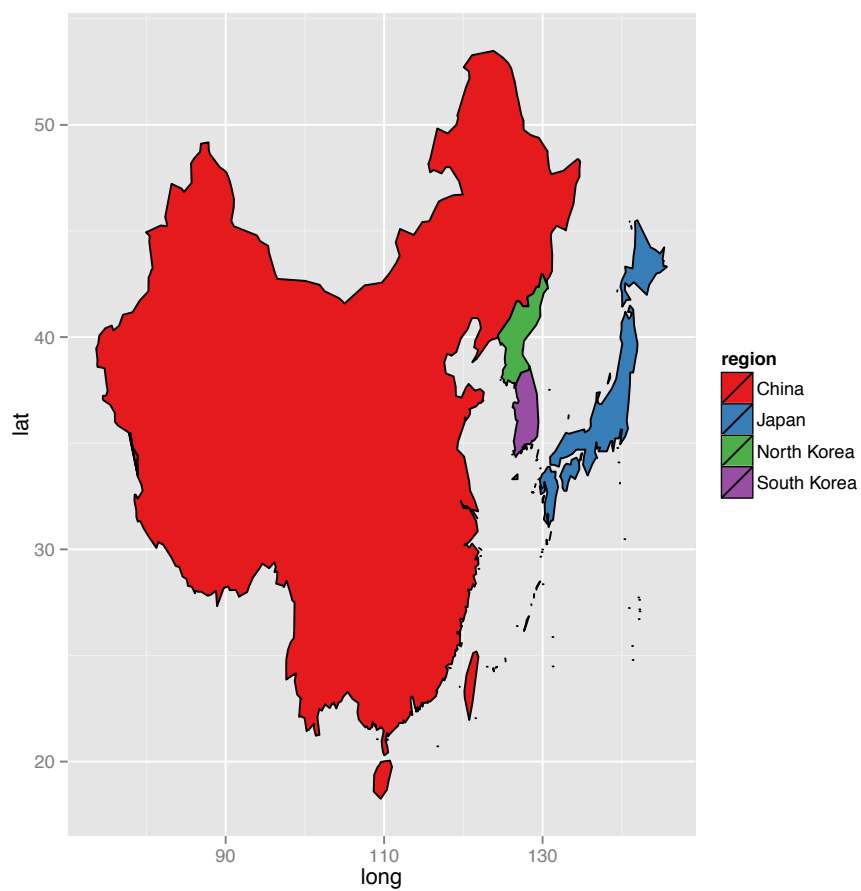 50
40
30
20
lat
90
110
130
long
region
China
Japan
North Korea
South Korea